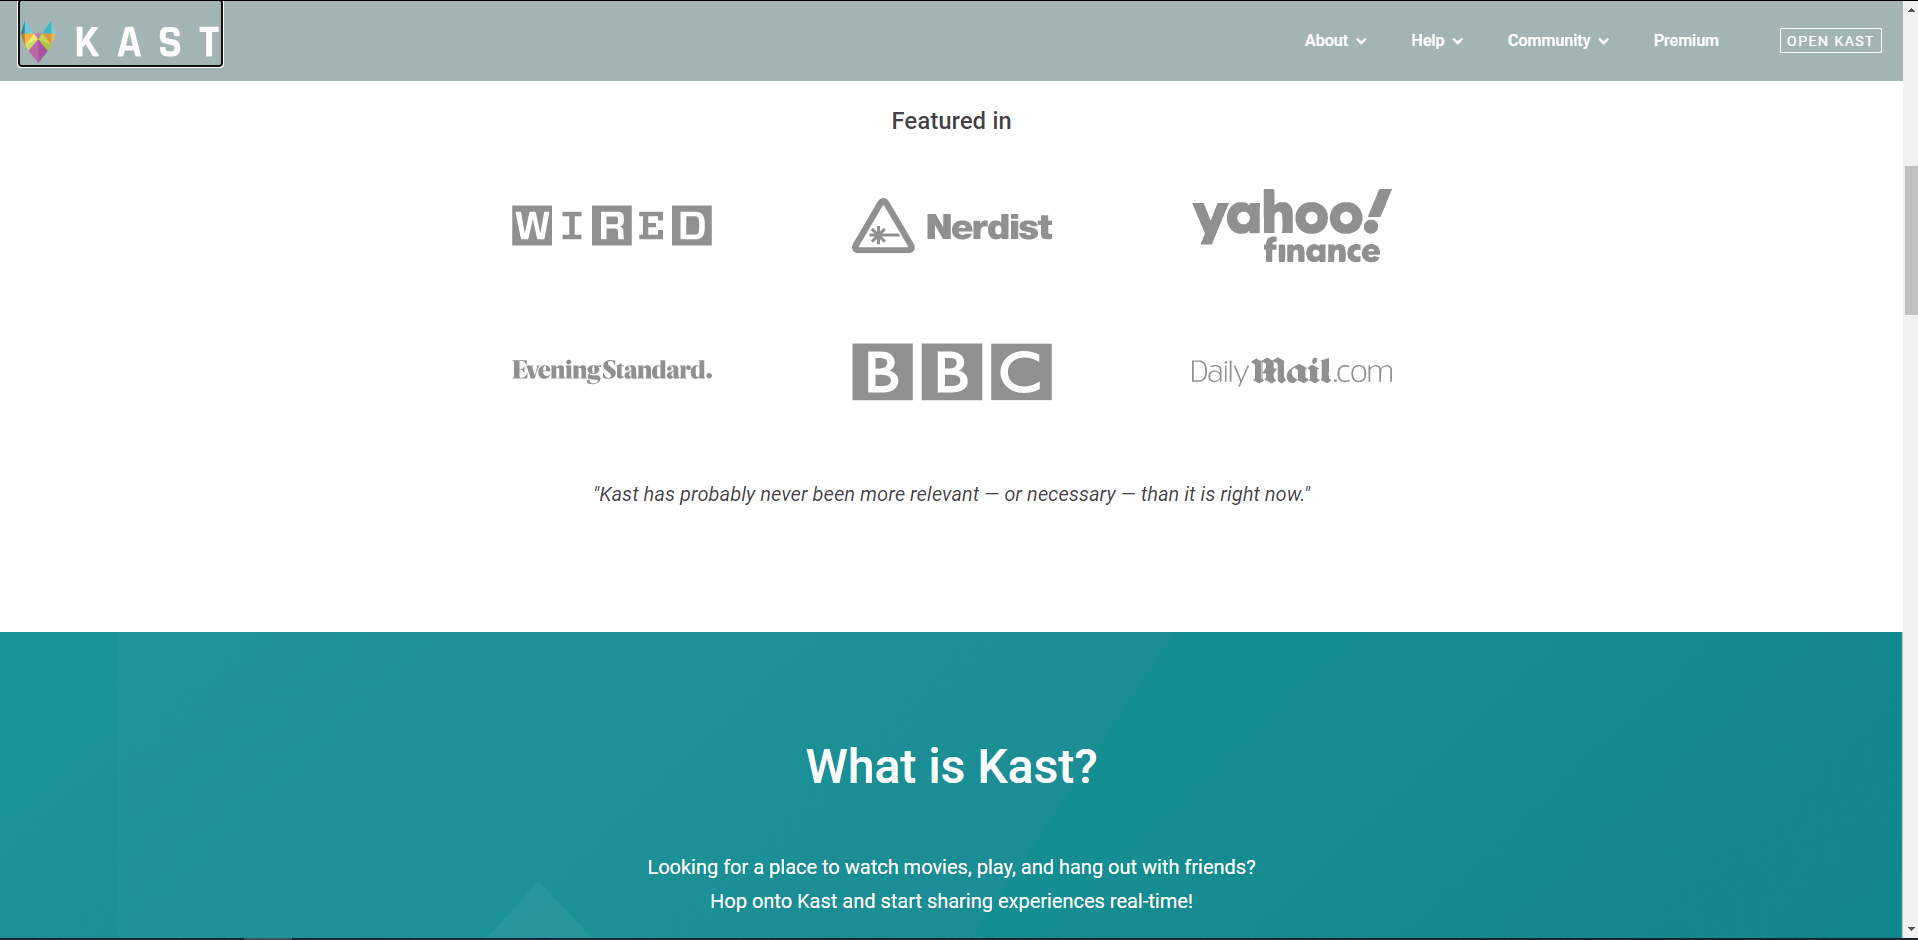 KAST
About
Help
Community
Premium
OPEN KAST
Featured in
WIRED
Nerdist
yahoo!
finance
Evening Standard.
BBC
DailyMail.com
"Kast has probably never been more relevant — or necessary — than it is right now."
What is Kast?
Looking for a place to watch movies, play, and hang out with friends?
Hop onto Kast and start sharing experiences real-time!